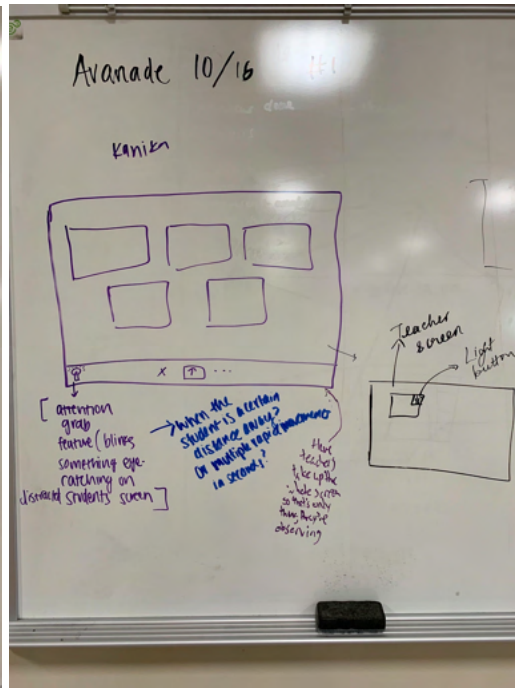 Avanade 10/16
Kanika
X ↑ ...
[ attention
grab
feature (blinks
something eye-
catching on
distracted students screen ]
→ when the
student is a certain
distance away?
Or multiple rapid movements
in seconds?
Have
teacher
take up the
whole screen
so that's only
thing they're
observing
Teacher
screen
Light
button